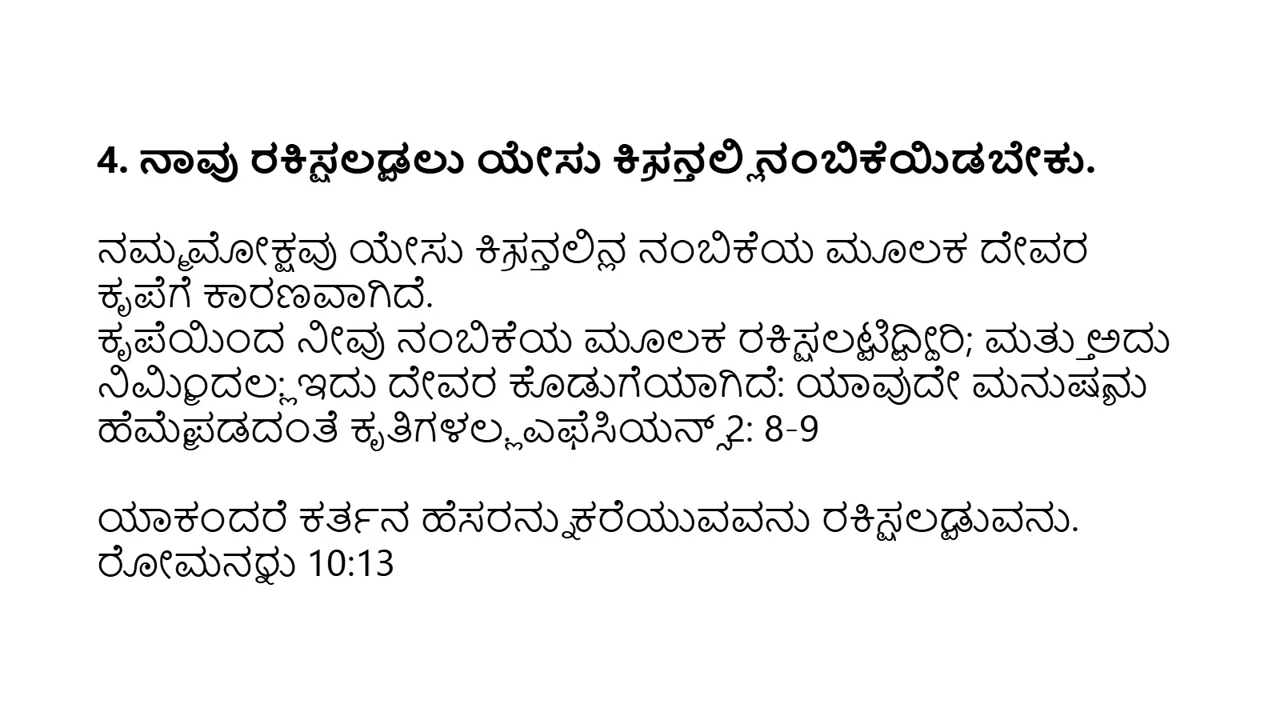 4. ನಾವು ರಕ್ಷಿಸಲ್ಪಡಲು ಯೇಸು ಕ್ರಿಸ್ತನಲ್ಲಿ ನಂಬಿಕೆಯಿಡಬೇಕು.
ನಮ್ಮ ಮೋಕ್ಷವು ಯೇಸು ಕ್ರಿಸ್ತನಲ್ಲಿನ ನಂಬಿಕೆಯ ಮೂಲಕ ದೇವರ
ಕೃಪೆಗೆ ಕಾರಣವಾಗಿದೆ.
ಕೃಪೆಯಿಂದ ನೀವು ನಂಬಿಕೆಯ ಮೂಲಕ ರಕ್ಷಿಸಲ್ಪಟ್ಟಿದ್ದೀರಿ; ಮತ್ತು ಅದು
ನಿಮ್ಮಿಂದಲ್ಲ; ಇದು ದೇವರ ಕೊಡುಗೆಯಾಗಿದೆ: ಯಾವುದೇ ಮನುಷ್ಯನು
ಹೆಮ್ಮೆಪಡದಂತೆ ಕೃತಿಗಳಲ್ಲ. ಎಫೆಸಿಯನ್ಸ್ 2: 8-9
ಯಾಕಂದರೆ ಕರ್ತನ ಹೆಸರನ್ನು ಕರೆಯುವವನು ರಕ್ಷಿಸಲ್ಪಡುವನು.
ರೋಮನ್ನರು 10:13